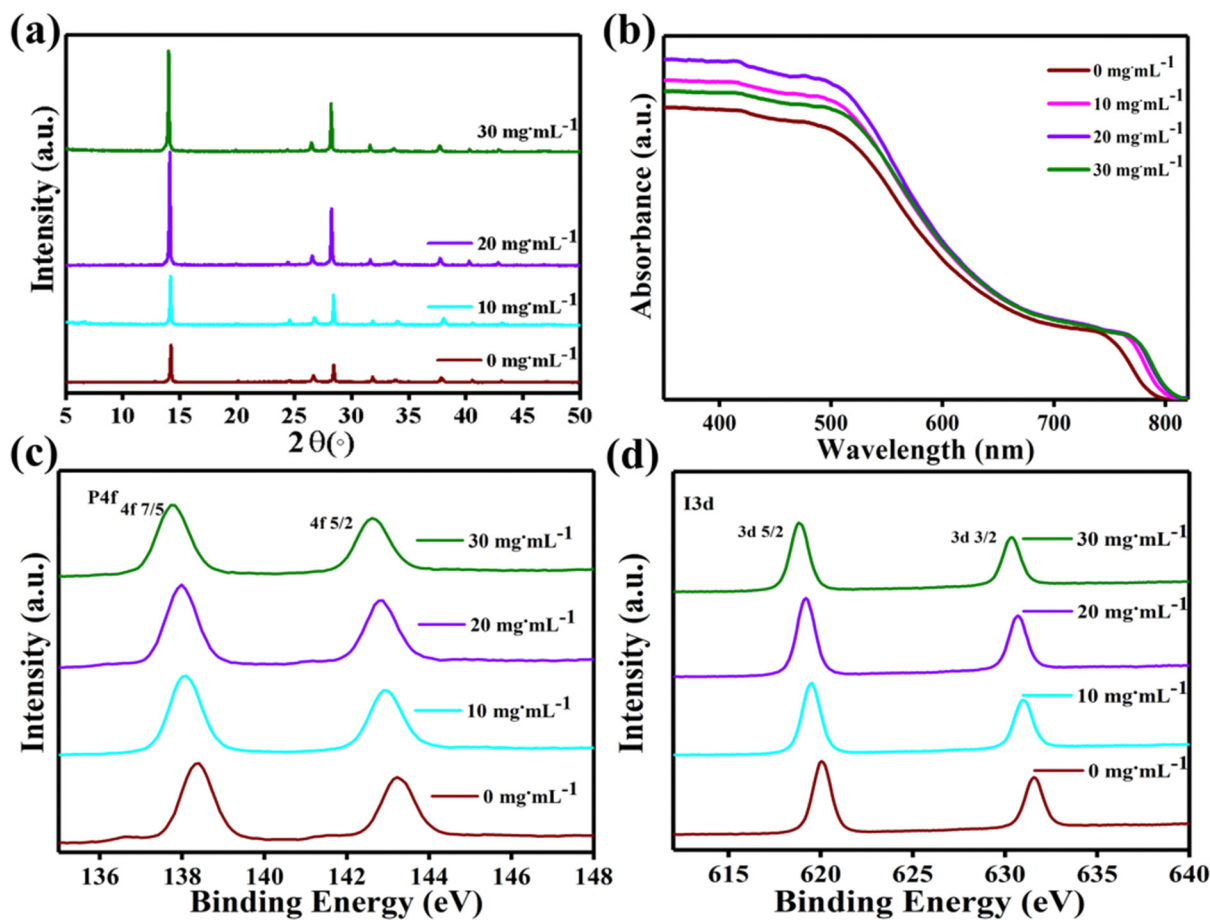 (a)
Intensity (a.u.)
30 mg·mL-1
20 mg·mL-1
10 mg·mL-1
0 mg·mL-1
5 10 15 20 25 30 35 40 45 50
2 θ(°)
(b)
Absorbance (a.u.)
0 mg·mL-1
10 mg·mL-1
20 mg·mL-1
30 mg·mL-1
400 500 600 700 800
Wavelength (nm)
(c)
Intensity (a.u.)
P4f
4f 7/5
4f 5/2
30 mg·mL-1
20 mg·mL-1
10 mg·mL-1
0 mg·mL-1
136 138 140 142 144 146 148
Binding Energy (eV)
(d)
Intensity (a.u.)
I3d
3d 5/2
3d 3/2
30 mg·mL-1
20 mg·mL-1
10 mg·mL-1
0 mg·mL-1
615 620 625 630 635 640
Binding Energy (eV)